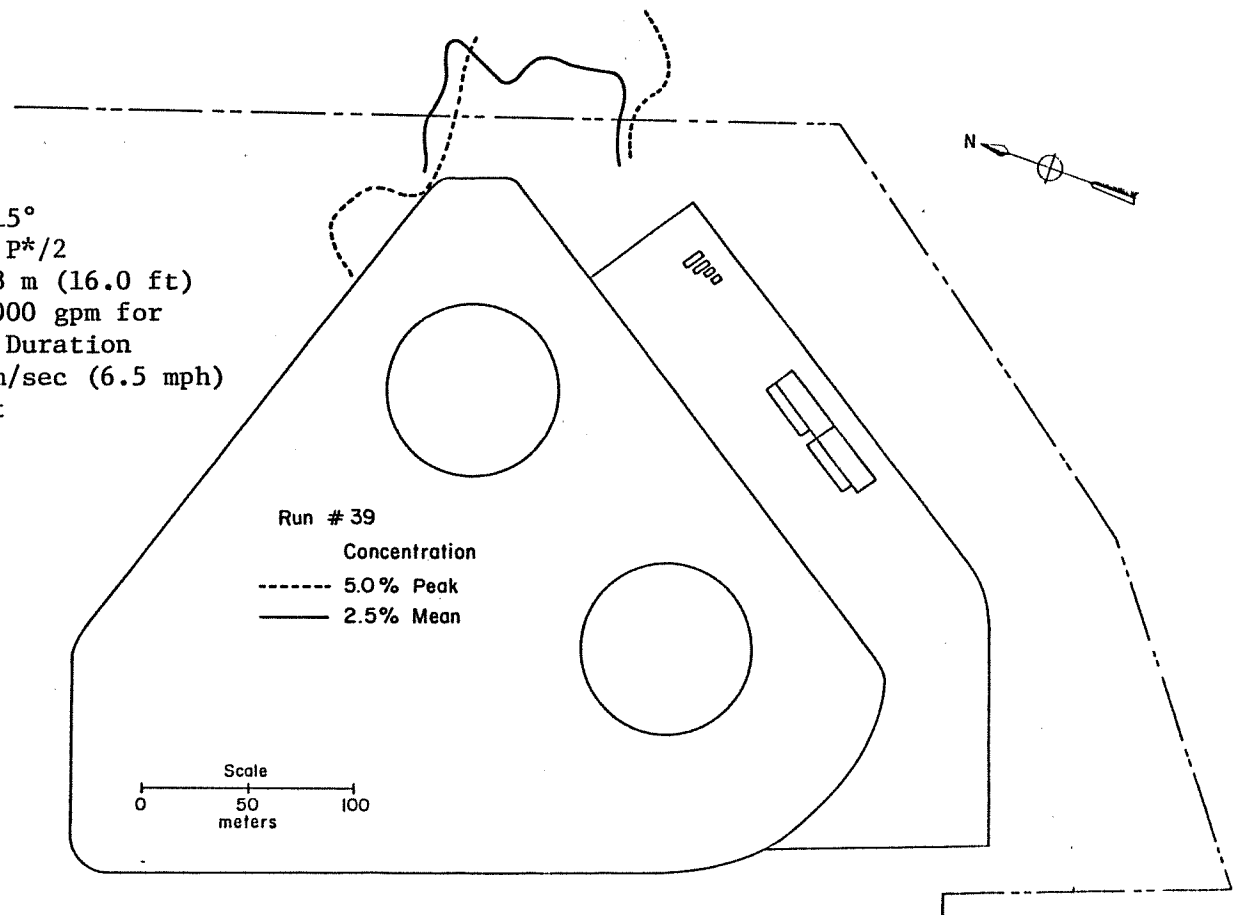 N
5°
P*/2
m (16.0 ft)
000 gpm for
Duration
m/sec (6.5 mph)
Run # 39
Concentration
5.0% Peak
2.5% Mean
Scale
0 50 100
meters